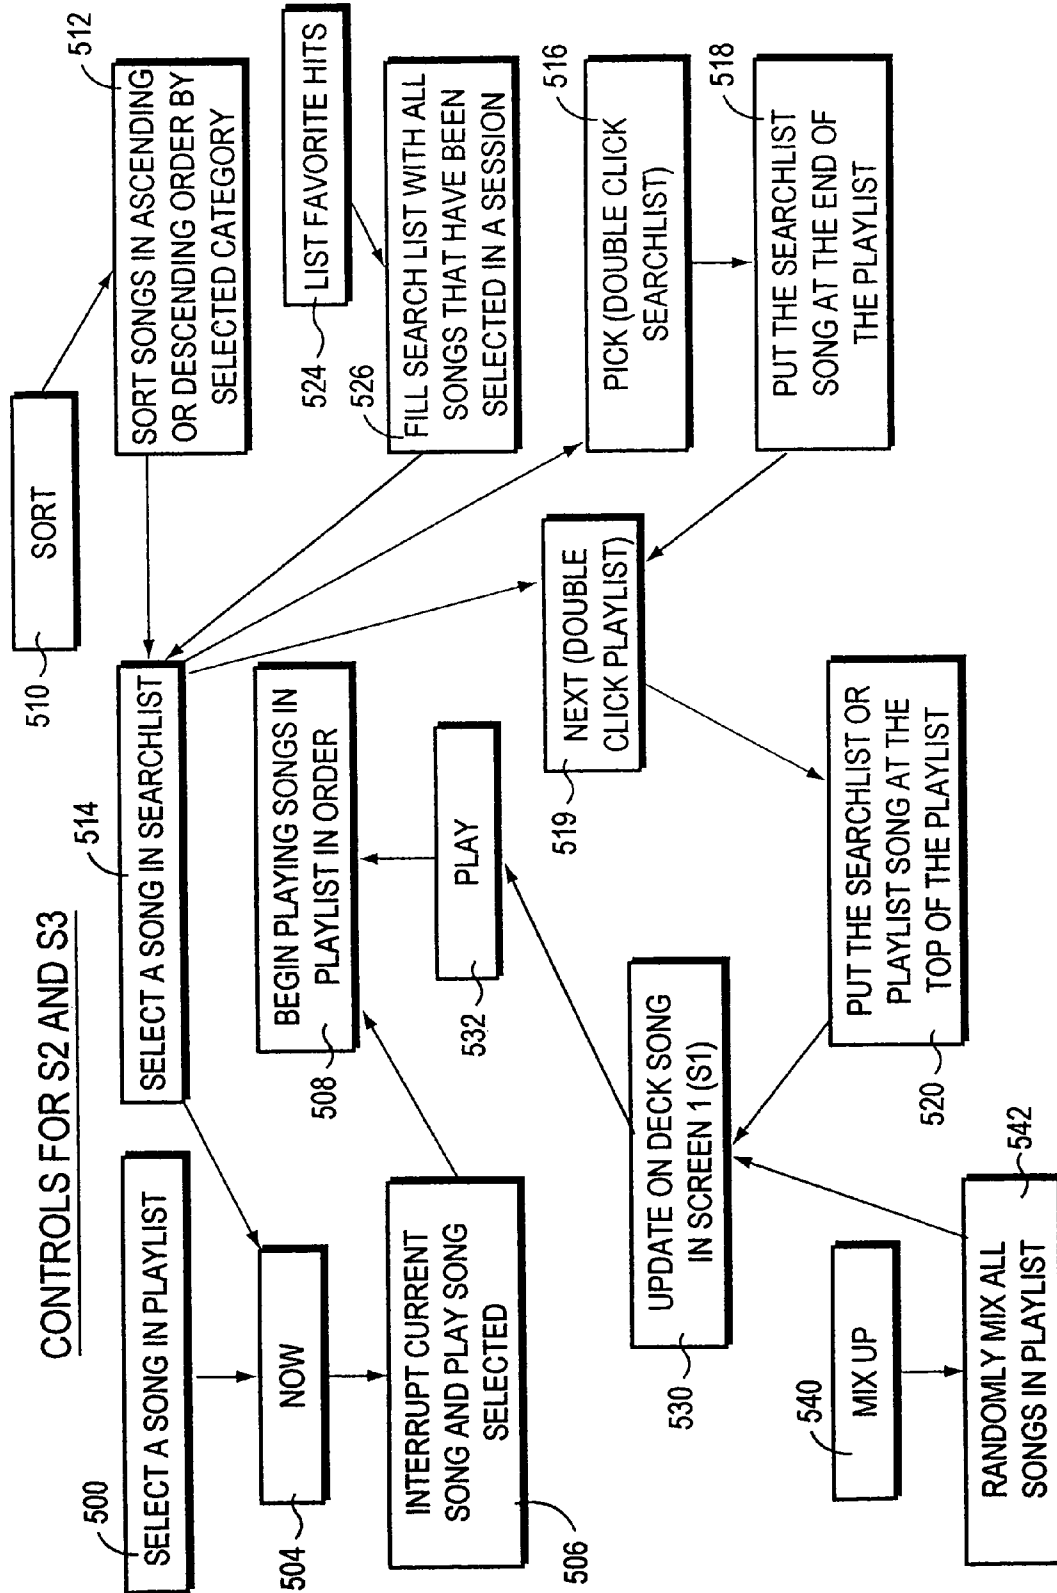 CONTROLS FOR S2 AND S3
500
SELECT A SONG IN PLAYLIST
504
NOW
506
INTERRUPT CURRENT
SONG AND PLAY SONG
SELECTED
514
SELECT A SONG IN SEARCHLIST
508
BEGIN PLAYING SONGS IN
PLAYLIST IN ORDER
532
PLAY
510
SORT
512
SORT SONGS IN ASCENDING
OR DESCENDING ORDER BY
SELECTED CATEGORY
524
LIST FAVORITE HITS
526
FILL SEARCH LIST WITH ALL
SONGS THAT HAVE BEEN
SELECTED IN A SESSION
516
PICK (DOUBLE CLICK
SEARCHLIST)
518
PUT THE SEARCHLIST
SONG AT THE END OF
THE PLAYLIST
519
NEXT (DOUBLE
CLICK PLAYLIST)
520
PUT THE SEARCHLIST OR
PLAYLIST SONG AT THE
TOP OF THE PLAYLIST
530
UPDATE ON DECK SONG
IN SCREEN 1 (S1)
540
MIX UP
542
RANDOMLY MIX ALL
SONGS IN PLAYLIST